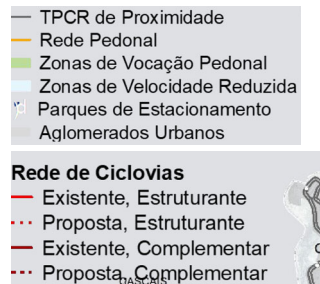 TPCR de Proximidade
Rede Pedonal
Zonas de Vocação Pedonal
Zonas de Velocidade Reduzida
Parques de Estacionamento
Aglomerados Urbanos
Rede de Ciclovias
Existente, Estruturante
Proposta, Estruturante
Existente, Complementar
Proposta, Complementar
CASCAIS